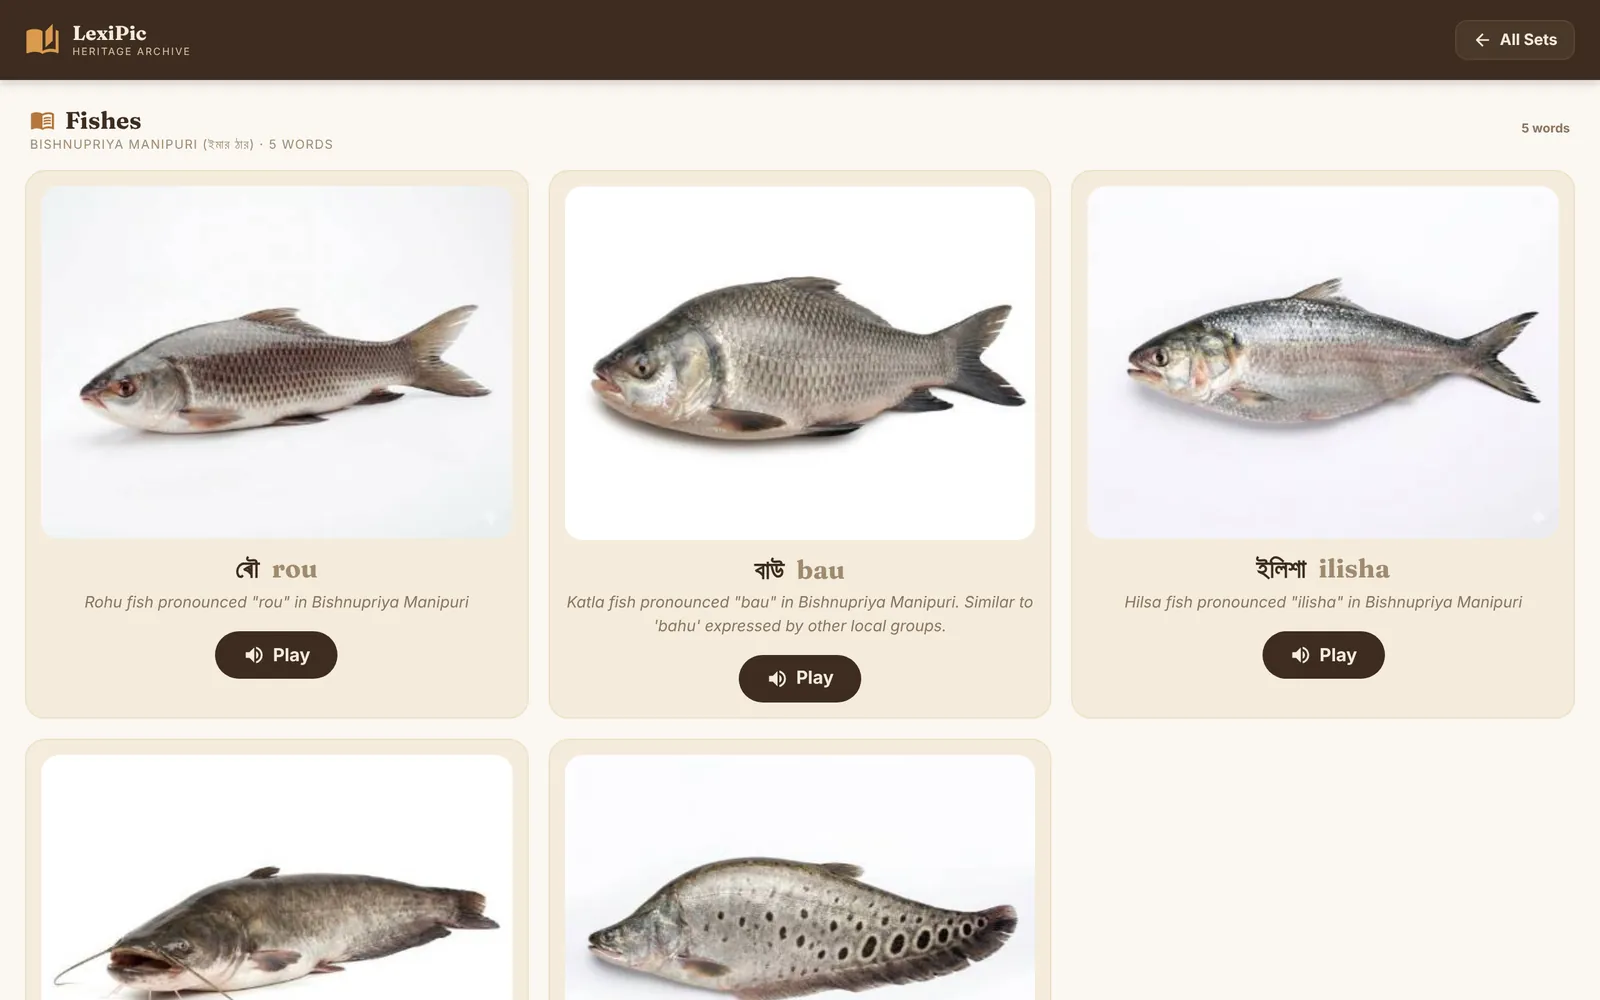 LexiPic
HERITAGE ARCHIVE
← All Sets
Fishes
BISHNUPRIYA MANIPURI (ইমার ঠার) · 5 WORDS
5 words
ৰৌ rou
Rohu fish pronounced "rou" in Bishnupriya Manipuri
Play
বাউ bau
Katla fish pronounced "bau" in Bishnupriya Manipuri. Similar to
'bahu' expressed by other local groups.
Play
ইলিশা ilisha
Hilsa fish pronounced "ilisha" in Bishnupriya Manipuri
Play